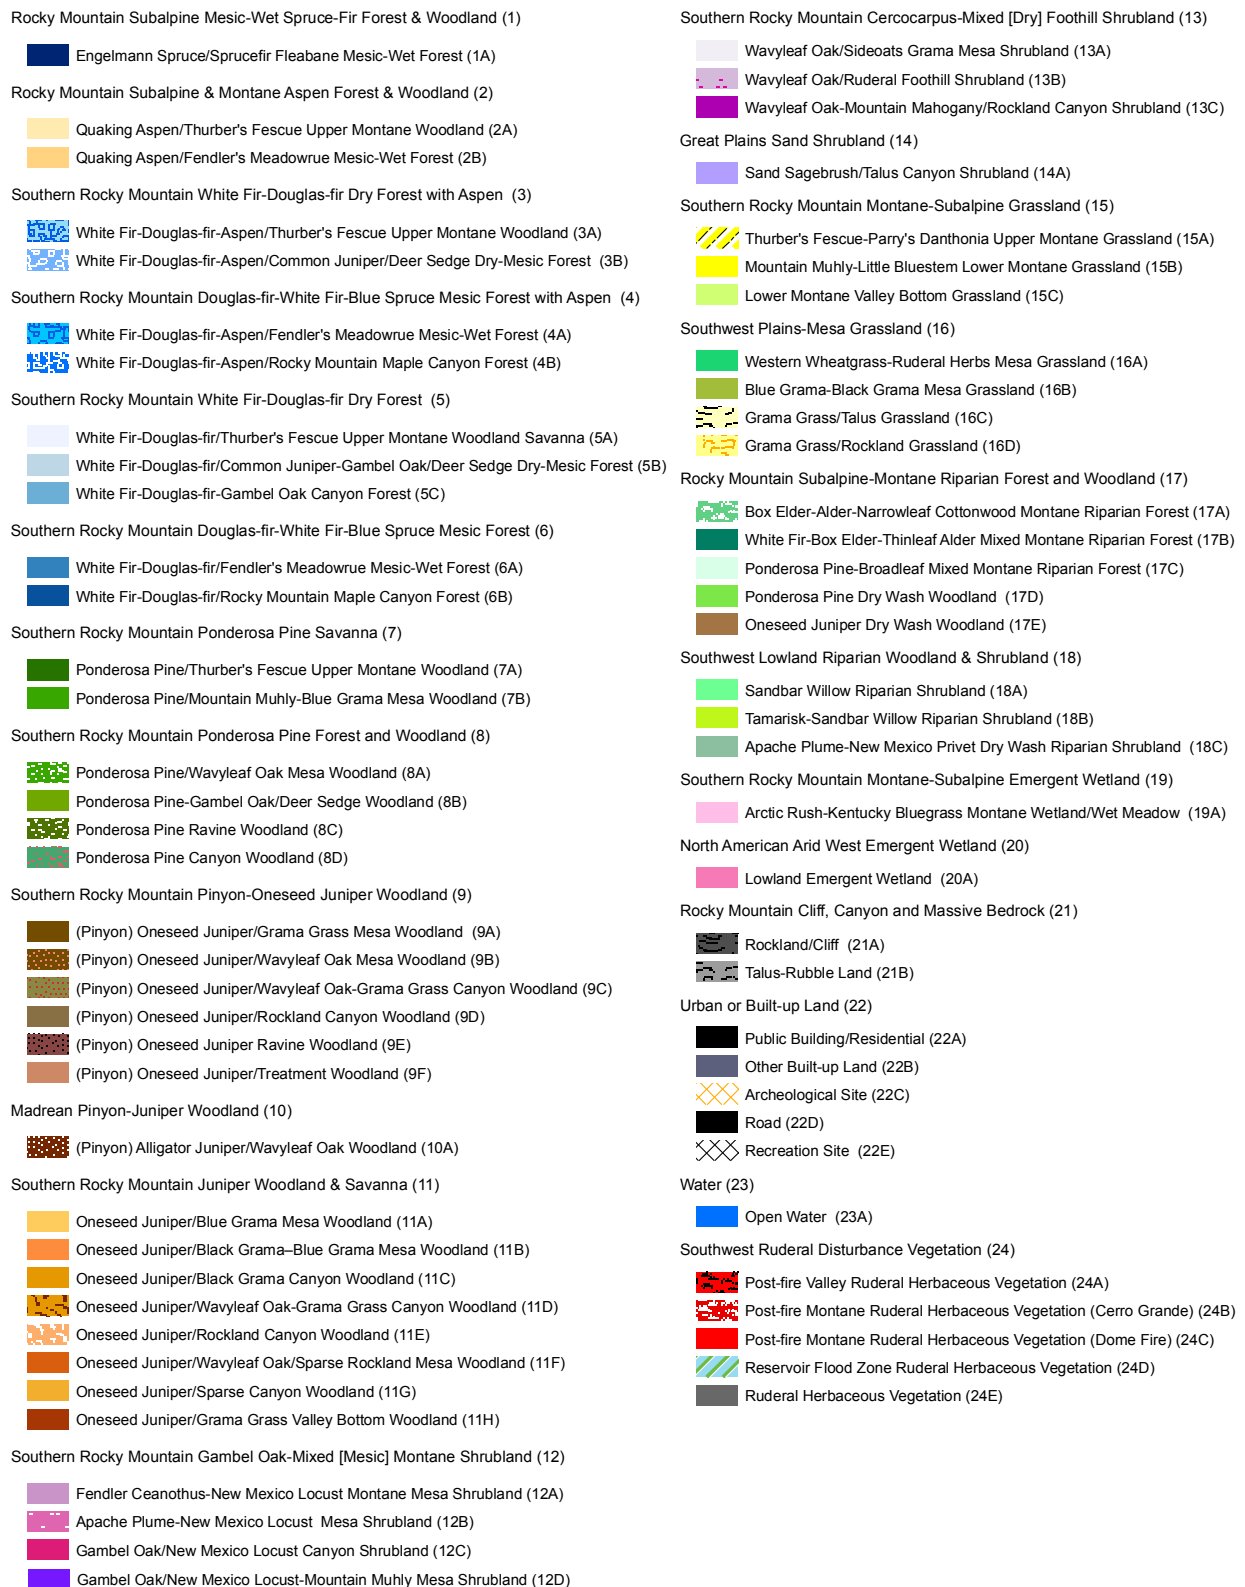 Rocky Mountain Subalpine Mesic-Wet Spruce-Fir Forest & Woodland (1)
Engelmann Spruce/Sprucefir Fleabane Mesic-Wet Forest (1A)
Rocky Mountain Subalpine & Montane Aspen Forest & Woodland (2)
Quaking Aspen/Thurber's Fescue Upper Montane Woodland (2A)
Quaking Aspen/Fendler's Meadowrue Mesic-Wet Forest (2B)
Southern Rocky Mountain White Fir-Douglas-fir Dry Forest with Aspen (3)
White Fir-Douglas-fir-Aspen/Thurber's Fescue Upper Montane Woodland (3A)
White Fir-Douglas-fir-Aspen/Common Juniper/Deer Sedge Dry-Mesic Forest (3B)
Southern Rocky Mountain Douglas-fir-White Fir-Blue Spruce Mesic Forest with Aspen (4)
White Fir-Douglas-fir-Aspen/Fendler's Meadowrue Mesic-Wet Forest (4A)
White Fir-Douglas-fir-Aspen/Rocky Mountain Maple Canyon Forest (4B)
Southern Rocky Mountain White Fir-Douglas-fir Dry Forest (5)
White Fir-Douglas-fir/Thurber's Fescue Upper Montane Woodland Savanna (5A)
White Fir-Douglas-fir/Common Juniper-Gambel Oak/Deer Sedge Dry-Mesic Forest (5B)
White Fir-Douglas-fir-Gambel Oak Canyon Forest (5C)
Southern Rocky Mountain Douglas-fir-White Fir-Blue Spruce Mesic Forest (6)
White Fir-Douglas-fir/Fendler's Meadowrue Mesic-Wet Forest (6A)
White Fir-Douglas-fir/Rocky Mountain Maple Canyon Forest (6B)
Southern Rocky Mountain Ponderosa Pine Savanna (7)
Ponderosa Pine/Thurber's Fescue Upper Montane Woodland (7A)
Ponderosa Pine/Mountain Muhly-Blue Grama Mesa Woodland (7B)
Southern Rocky Mountain Ponderosa Pine Forest and Woodland (8)
Ponderosa Pine/Wavyleaf Oak Mesa Woodland (8A)
Ponderosa Pine-Gambel Oak/Deer Sedge Woodland (8B)
Ponderosa Pine Ravine Woodland (8C)
Ponderosa Pine Canyon Woodland (8D)
Southern Rocky Mountain Pinyon-Oneseed Juniper Woodland (9)
(Pinyon) Oneseed Juniper/Grama Grass Mesa Woodland (9A)
(Pinyon) Oneseed Juniper/Wavyleaf Oak Mesa Woodland (9B)
(Pinyon) Oneseed Juniper/Wavyleaf Oak-Grama Grass Canyon Woodland (9C)
(Pinyon) Oneseed Juniper/Rockland Canyon Woodland (9D)
(Pinyon) Oneseed Juniper Ravine Woodland (9E)
(Pinyon) Oneseed Juniper/Treatment Woodland (9F)
Madrean Pinyon-Juniper Woodland (10)
(Pinyon) Alligator Juniper/Wavyleaf Oak Woodland (10A)
Southern Rocky Mountain Juniper Woodland & Savanna (11)
Oneseed Juniper/Blue Grama Mesa Woodland (11A)
Oneseed Juniper/Black Grama–Blue Grama Mesa Woodland (11B)
Oneseed Juniper/Black Grama Canyon Woodland (11C)
Oneseed Juniper/Wavyleaf Oak-Grama Grass Canyon Woodland (11D)
Oneseed Juniper/Rockland Canyon Woodland (11E)
Oneseed Juniper/Wavyleaf Oak/Sparse Rockland Mesa Woodland (11F)
Oneseed Juniper/Sparse Canyon Woodland (11G)
Oneseed Juniper/Grama Grass Valley Bottom Woodland (11H)
Southern Rocky Mountain Gambel Oak-Mixed [Mesic] Montane Shrubland (12)
Fendler Ceanothus-New Mexico Locust Montane Mesa Shrubland (12A)
Apache Plume-New Mexico Locust Mesa Shrubland (12B)
Gambel Oak/New Mexico Locust Canyon Shrubland (12C)
Gambel Oak/New Mexico Locust-Mountain Muhly Mesa Shrubland (12D)
Southern Rocky Mountain Cercocarpus-Mixed [Dry] Foothill Shrubland (13)
Wavyleaf Oak/Sideoats Grama Mesa Shrubland (13A)
Wavyleaf Oak/Ruderal Foothill Shrubland (13B)
Wavyleaf Oak-Mountain Mahogany/Rockland Canyon Shrubland (13C)
Great Plains Sand Shrubland (14)
Sand Sagebrush/Talus Canyon Shrubland (14A)
Southern Rocky Mountain Montane-Subalpine Grassland (15)
Thurber's Fescue-Parry's Danthonia Upper Montane Grassland (15A)
Mountain Muhly-Little Bluestem Lower Montane Grassland (15B)
Lower Montane Valley Bottom Grassland (15C)
Southwest Plains-Mesa Grassland (16)
Western Wheatgrass-Ruderal Herbs Mesa Grassland (16A)
Blue Grama-Black Grama Mesa Grassland (16B)
Grama Grass/Talus Grassland (16C)
Grama Grass/Rockland Grassland (16D)
Rocky Mountain Subalpine-Montane Riparian Forest and Woodland (17)
Box Elder-Alder-Narrowleaf Cottonwood Montane Riparian Forest (17A)
White Fir-Box Elder-Thinleaf Alder Mixed Montane Riparian Forest (17B)
Ponderosa Pine-Broadleaf Mixed Montane Riparian Forest (17C)
Ponderosa Pine Dry Wash Woodland (17D)
Oneseed Juniper Dry Wash Woodland (17E)
Southwest Lowland Riparian Woodland & Shrubland (18)
Sandbar Willow Riparian Shrubland (18A)
Tamarisk-Sandbar Willow Riparian Shrubland (18B)
Apache Plume-New Mexico Privet Dry Wash Riparian Shrubland (18C)
Southern Rocky Mountain Montane-Subalpine Emergent Wetland (19)
Arctic Rush-Kentucky Bluegrass Montane Wetland/Wet Meadow (19A)
North American Arid West Emergent Wetland (20)
Lowland Emergent Wetland (20A)
Rocky Mountain Cliff, Canyon and Massive Bedrock (21)
Rockland/Cliff (21A)
Talus-Rubble Land (21B)
Urban or Built-up Land (22)
Public Building/Residential (22A)
Other Built-up Land (22B)
Archeological Site (22C)
Road (22D)
Recreation Site (22E)
Water (23)
Open Water (23A)
Southwest Ruderal Disturbance Vegetation (24)
Post-fire Valley Ruderal Herbaceous Vegetation (24A)
Post-fire Montane Ruderal Herbaceous Vegetation (Cerro Grande) (24B)
Post-fire Montane Ruderal Herbaceous Vegetation (Dome Fire) (24C)
Reservoir Flood Zone Ruderal Herbaceous Vegetation (24D)
Ruderal Herbaceous Vegetation (24E)